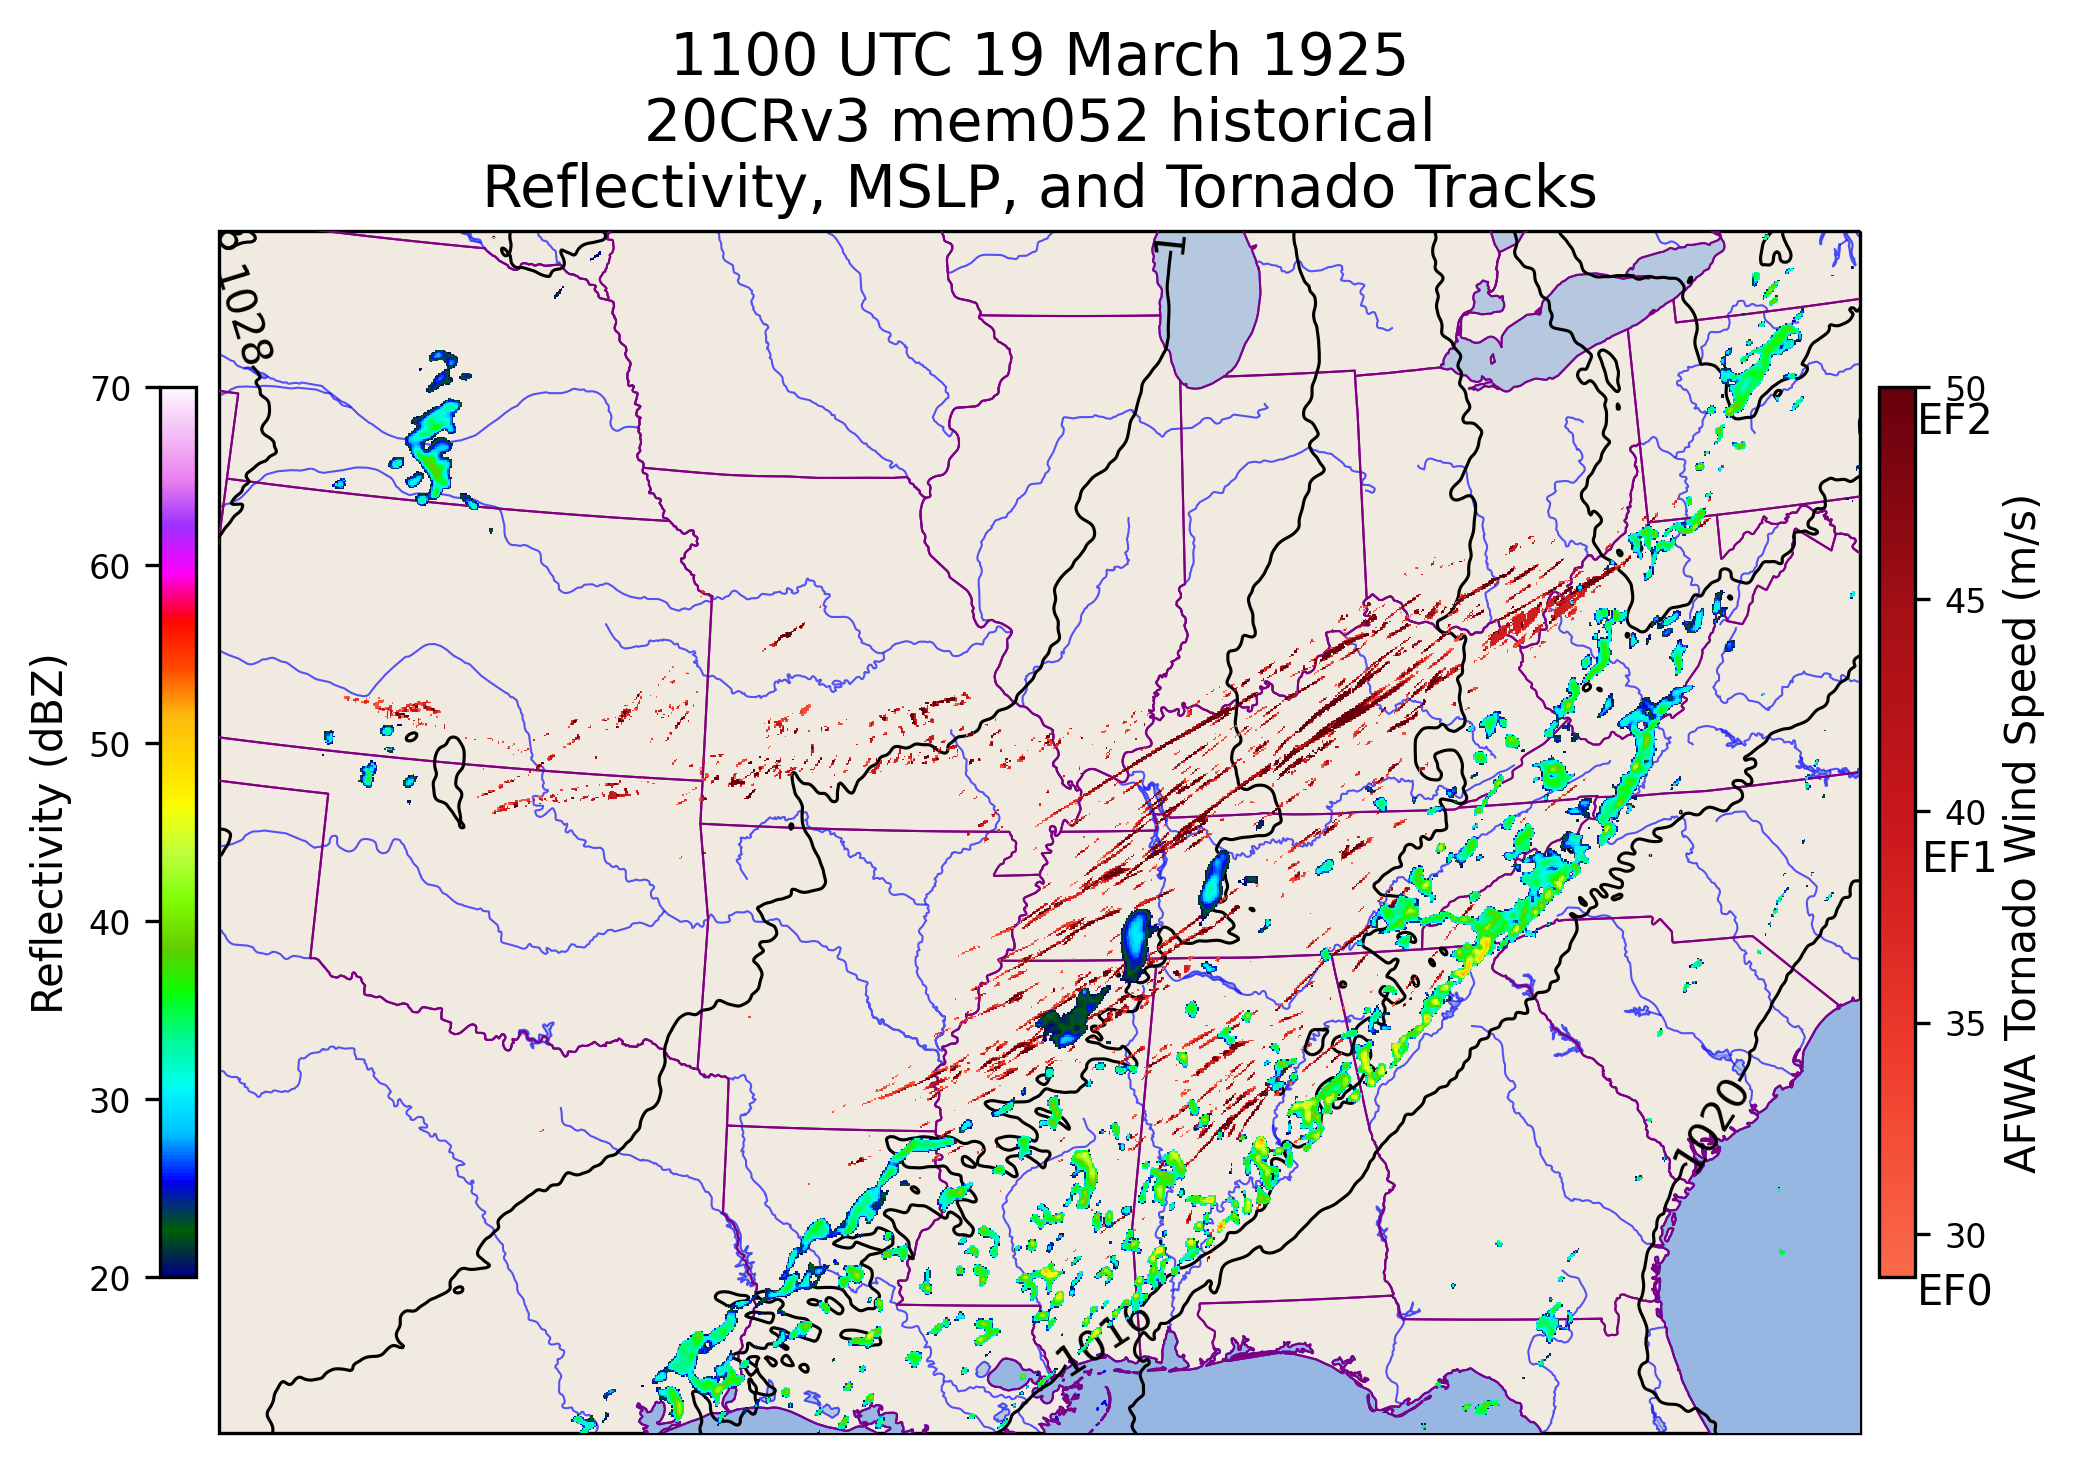 1100 UTC 19 March 1925
20CRv3 mem052 historical
Reflectivity, MSLP, and Tornado Tracks
1028
1020
1016
70
60
50
40
30
20
Reflectivity (dBZ)
50
EF2
45
40
EF1
35
30
EF0
AFWA Tornado Wind Speed (m/s)